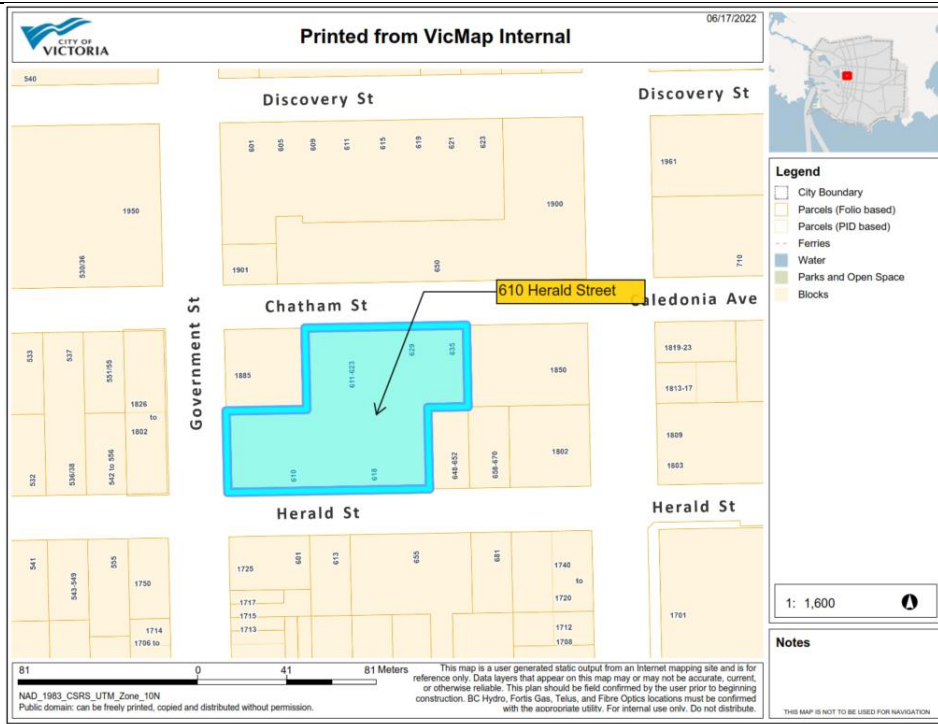 CITY OF
VICTORIA
Printed from VicMap Internal
06/17/2022
540
Discovery St
Discovery St
601
605
609
611
615
619
621
623
1950
530/36
1900
1961
710
1901
650
610 Herald Street
Chatham St
Caledonia Ave
Government St
533
537
551/55
1826
to
1802
532
536/38
542 to 556
1885
611-623
629
635
1850
1819-23
1813-17
610
618
648-652
658-670
1802
1809
1803
Herald St
Herald St
541
543-549
555
1750
1714
1706 to
1725
601
613
655
681
1740
to
1720
1717
1715
1713
1712
1708
1701
Legend
City Boundary
Parcels (Folio based)
Parcels (PID based)
Ferries
Water
Parks and Open Space
Blocks
1: 1,600
Notes
THIS MAP IS NOT TO BE USED FOR NAVIGATION
81 0 41 81 Meters
NAD_1983_CSRS_UTM_Zone_10N
Public domain: can be freely printed, copied and distributed without permission.
This map is a user generated static output from an Internet mapping site and is for
reference only. Data layers that appear on this map may or may not be accurate, current,
or otherwise reliable. This plan should be field confirmed by the user prior to beginning
construction. BC Hydro, Fortis Gas, Telus, and Fibre Optics locations must be confirmed
with the appropriate utility. For internal use only. Do not distribute.